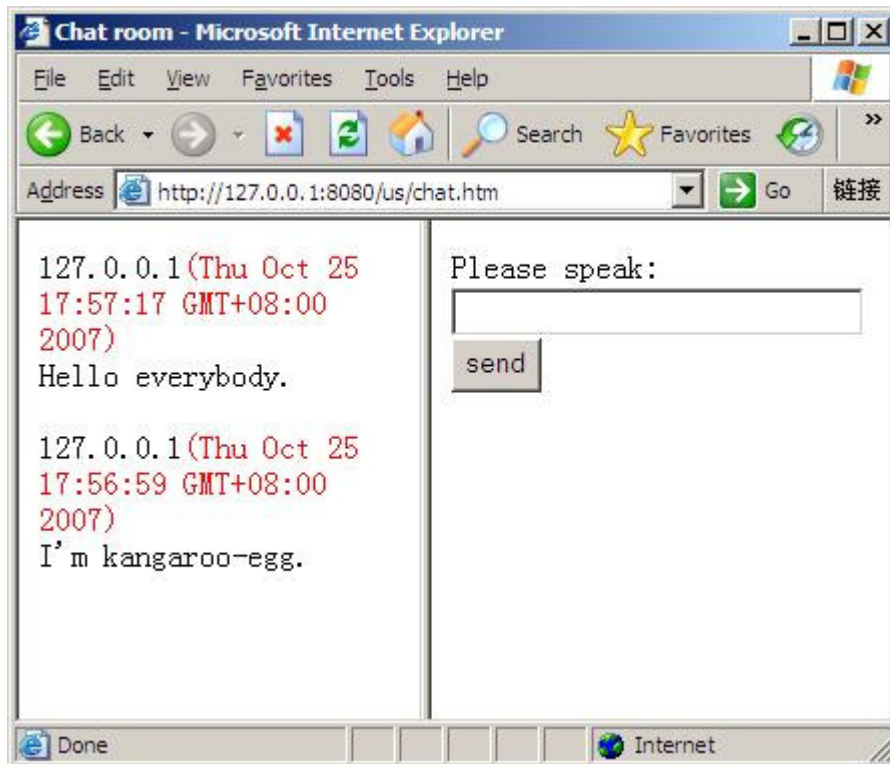 Chat room - Microsoft Internet Explorer
File Edit View Favorites Tools Help
Back Search Favorites »
Address http://127.0.0.1:8080/us/chat.htm Go 链接
127.0.0.1(Thu Oct 25
17:57:17 GMT+08:00
2007)
Hello everybody.
127.0.0.1(Thu Oct 25
17:56:59 GMT+08:00
2007)
I'm kangaroo-egg.
Please speak:
send
Done Internet